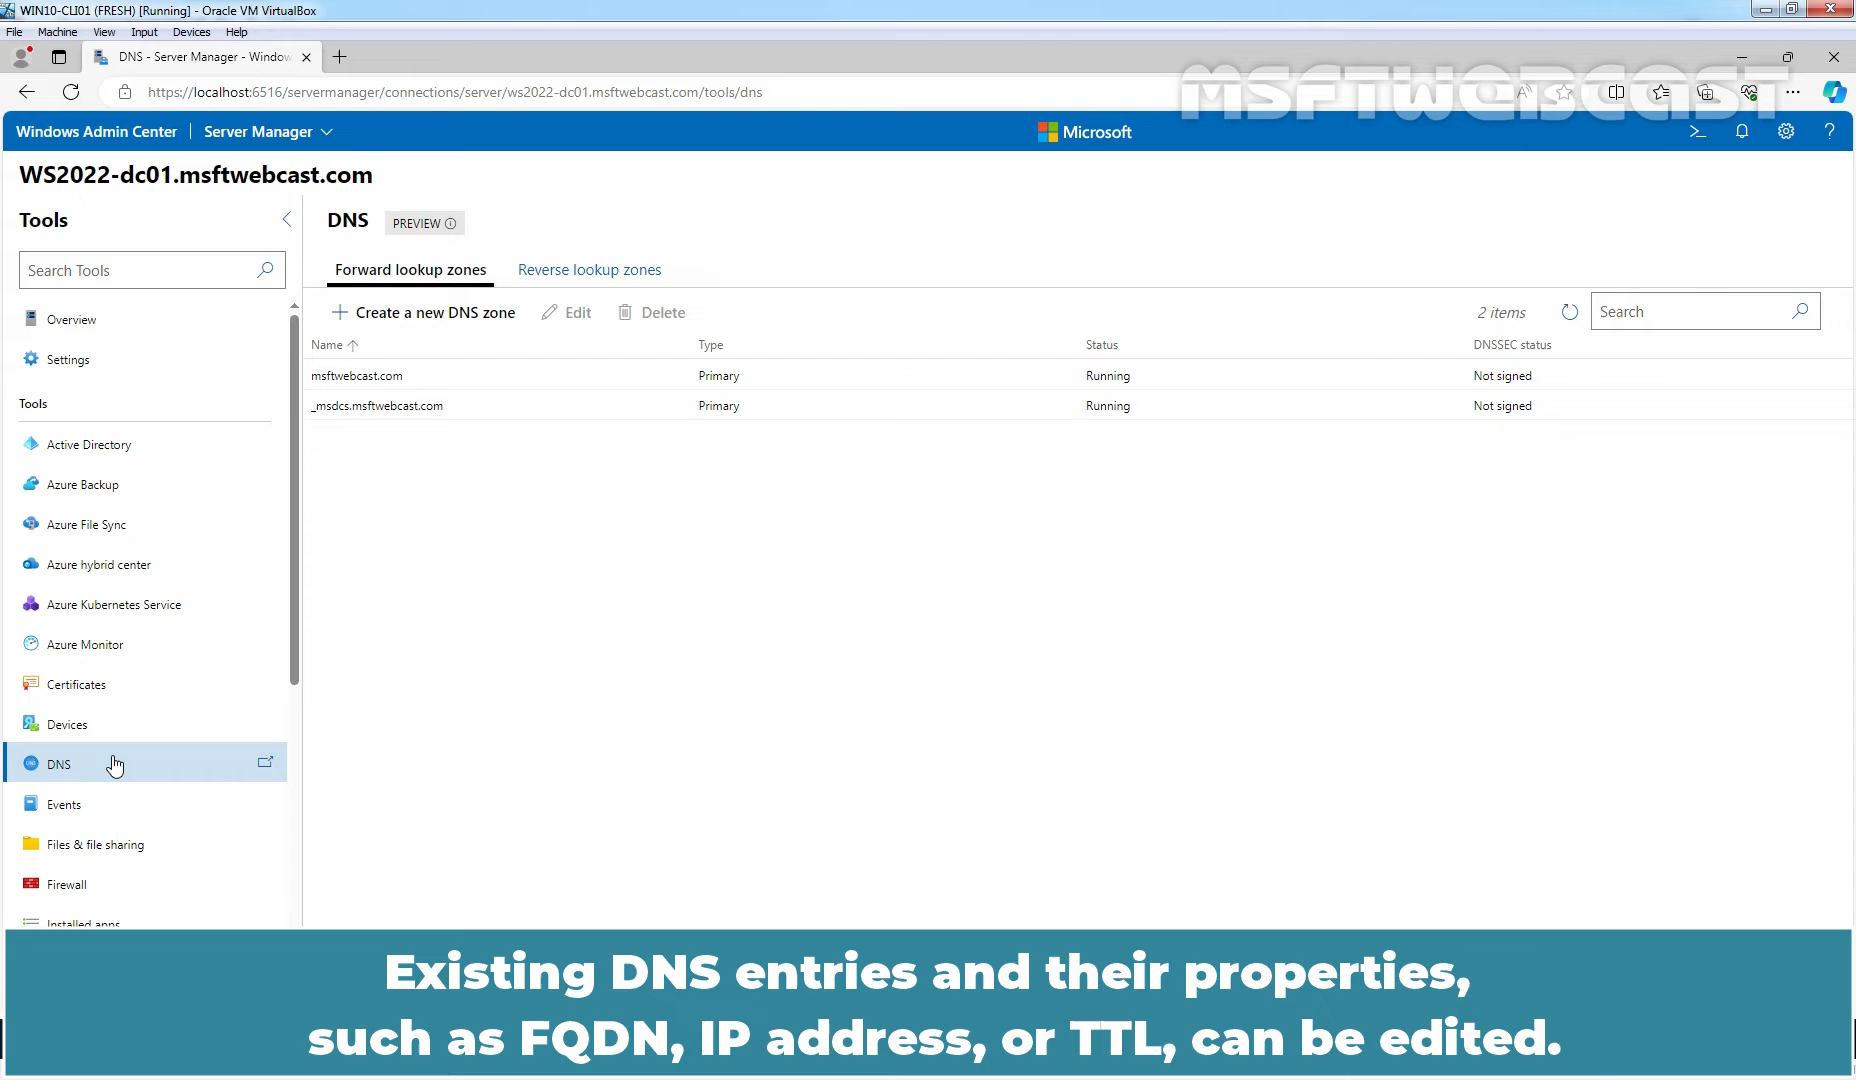 WIN10-CLI01 (FRESH) [Running] - Oracle VM VirtualBox
File Machine View Input Devices Help
DNS - Server Manager - Window
https://localhost:6516/servermanager/connections/server/ws2022-dc01.msftwebcast.com/tools/dns
MSFTWEBCAST
Windows Admin Center Server Manager Microsoft
WS2022-dc01.msftwebcast.com
Tools
DNS PREVIEW
Search Tools
Forward lookup zones Reverse lookup zones
Create a new DNS zone Edit Delete 2 items Search
Name Type Status DNSSEC status
msftwebcast.com Primary Running Not signed
_msdcs.msftwebcast.com Primary Running Not signed
Overview
Settings
Tools
Active Directory
Azure Backup
Azure File Sync
Azure hybrid center
Azure Kubernetes Service
Azure Monitor
Certificates
Devices
DNS
Events
Files & file sharing
Firewall
Installed apps
Existing DNS entries and their properties,
such as FQDN, IP address, or TTL, can be edited.